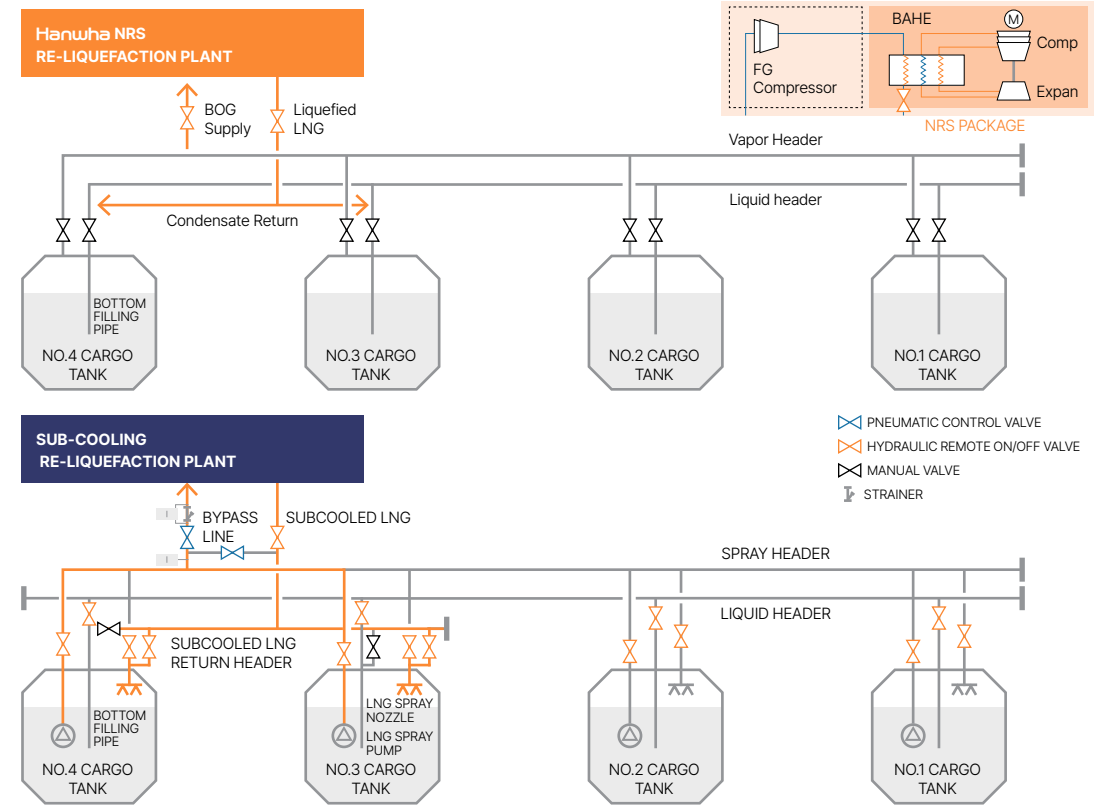 Hanwha NRS
RE-LIQUEFACTION PLANT
BOG
Supply
Liquefied
LNG
FG
Compressor
BAHE
M
Comp
Expan
NRS PACKAGE
Vapor Header
Liquid header
Condensate Return
BOTTOM
FILLING
PIPE
NO.4 CARGO
TANK
NO.3 CARGO
TANK
NO.2 CARGO
TANK
NO.1 CARGO
TANK
SUB-COOLING
RE-LIQUEFACTION PLANT
PNEUMATIC CONTROL VALVE
HYDRAULIC REMOTE ON/OFF VALVE
MANUAL VALVE
STRAINER
I
BYPASS
LINE
SUBCOOLED LNG
I
SPRAY HEADER
LIQUID HEADER
SUBCOOLED LNG
RETURN HEADER
BOTTOM
FILLING
PIPE
LNG SPRAY
NOZZLE
LNG SPRAY
PUMP
NO.4 CARGO
TANK
NO.3 CARGO
TANK
NO.2 CARGO
TANK
NO.1 CARGO
TANK